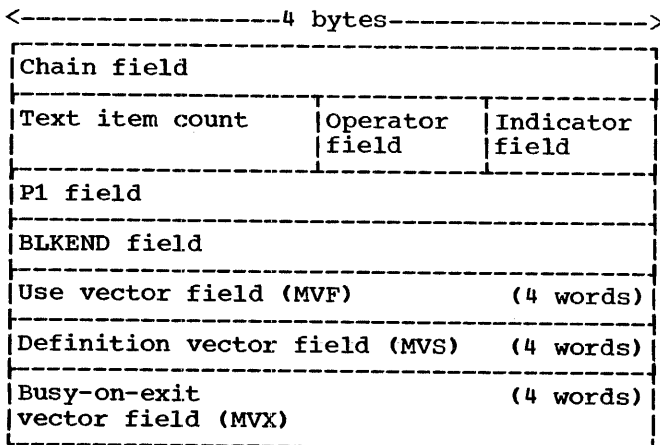 4 bytes
Chain field
Text item count Operator Indicator
field field
P1 field
BLKEND field
Use vector field (MVF) (4 words)
Definition vector field (MVS) (4 words)
Busy-on-exit (4 words)
vector field (MVX)